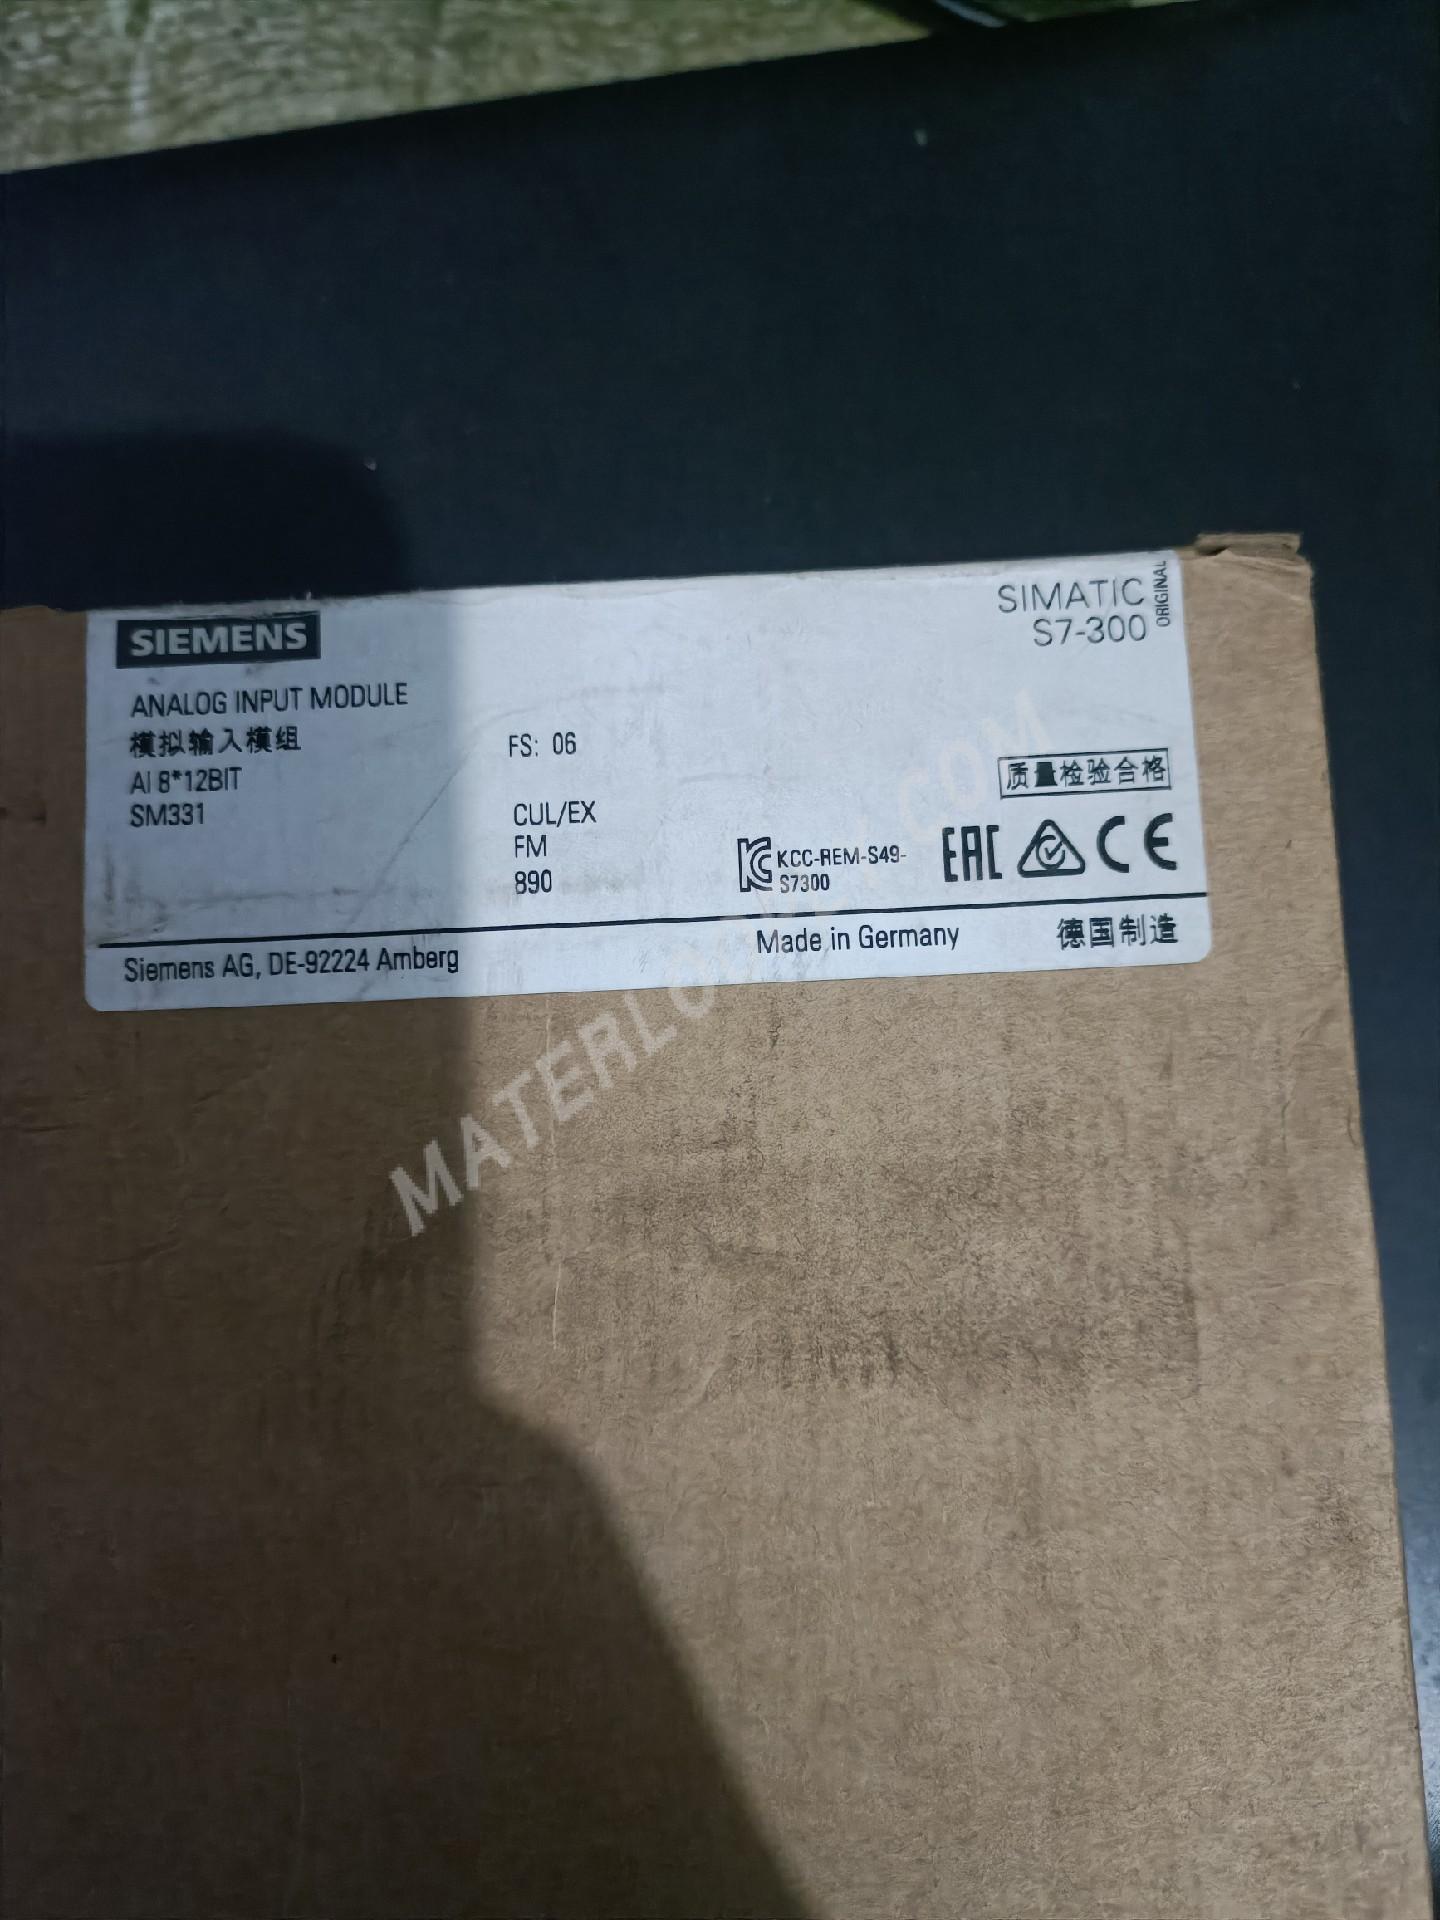 SIEMENS
SIMATIC
S7-300
ORIGINAL
ANALOG INPUT MODULE
模拟输入模组
AI 8*12BIT
SM331
FS: 06
CUL/EX
FM
890
质量检验合格
KCC-REM-S49-
S7300
EAC
CE
Siemens AG, DE-92224 Amberg
Made in Germany
德国制造